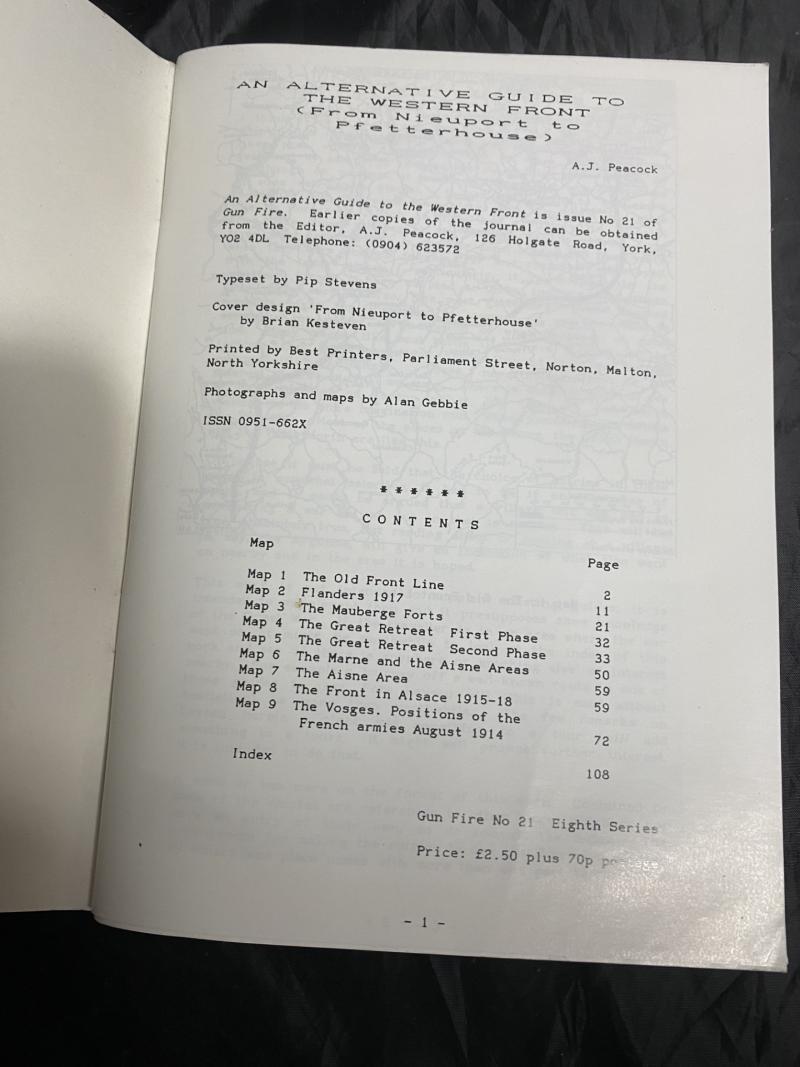 AN ALTERNATIVE GUIDE TO
THE WESTERN FRONT
(From Nieuport to
Pfetterhouse)
A.J. Peacock
An Alternative Guide to the Western Front is issue No 21 of
Gun Fire. Earlier copies of the journal can be obtained
from the Editor, A.J. Peacock, 126 Holgate Road, York,
YO2 4DL Telephone: (0904) 623572
Typeset by Pip Stevens
Cover design 'From Nieuport to Pfetterhouse'
by Brian Kesteven
Printed by Best Printers, Parliament Street, Norton, Malton,
North Yorkshire
Photographs and maps by Alan Gebbie
ISSN 0951-662X
* * * * * *
CONTENTS
Map Page
Map 1 The Old Front Line 2
Map 2 Flanders 1917 11
Map 3 The Mauberge Forts 21
Map 4 The Great Retreat First Phase 32
Map 5 The Great Retreat Second Phase 33
Map 6 The Marne and the Aisne Areas 50
Map 7 The Aisne Area 59
Map 8 The Front in Alsace 1915-18 59
Map 9 The Vosges. Positions of the
French armies August 1914 72
Index 108
Gun Fire No 21 Eighth Series
Price: £2.50 plus 70p
- 1 -